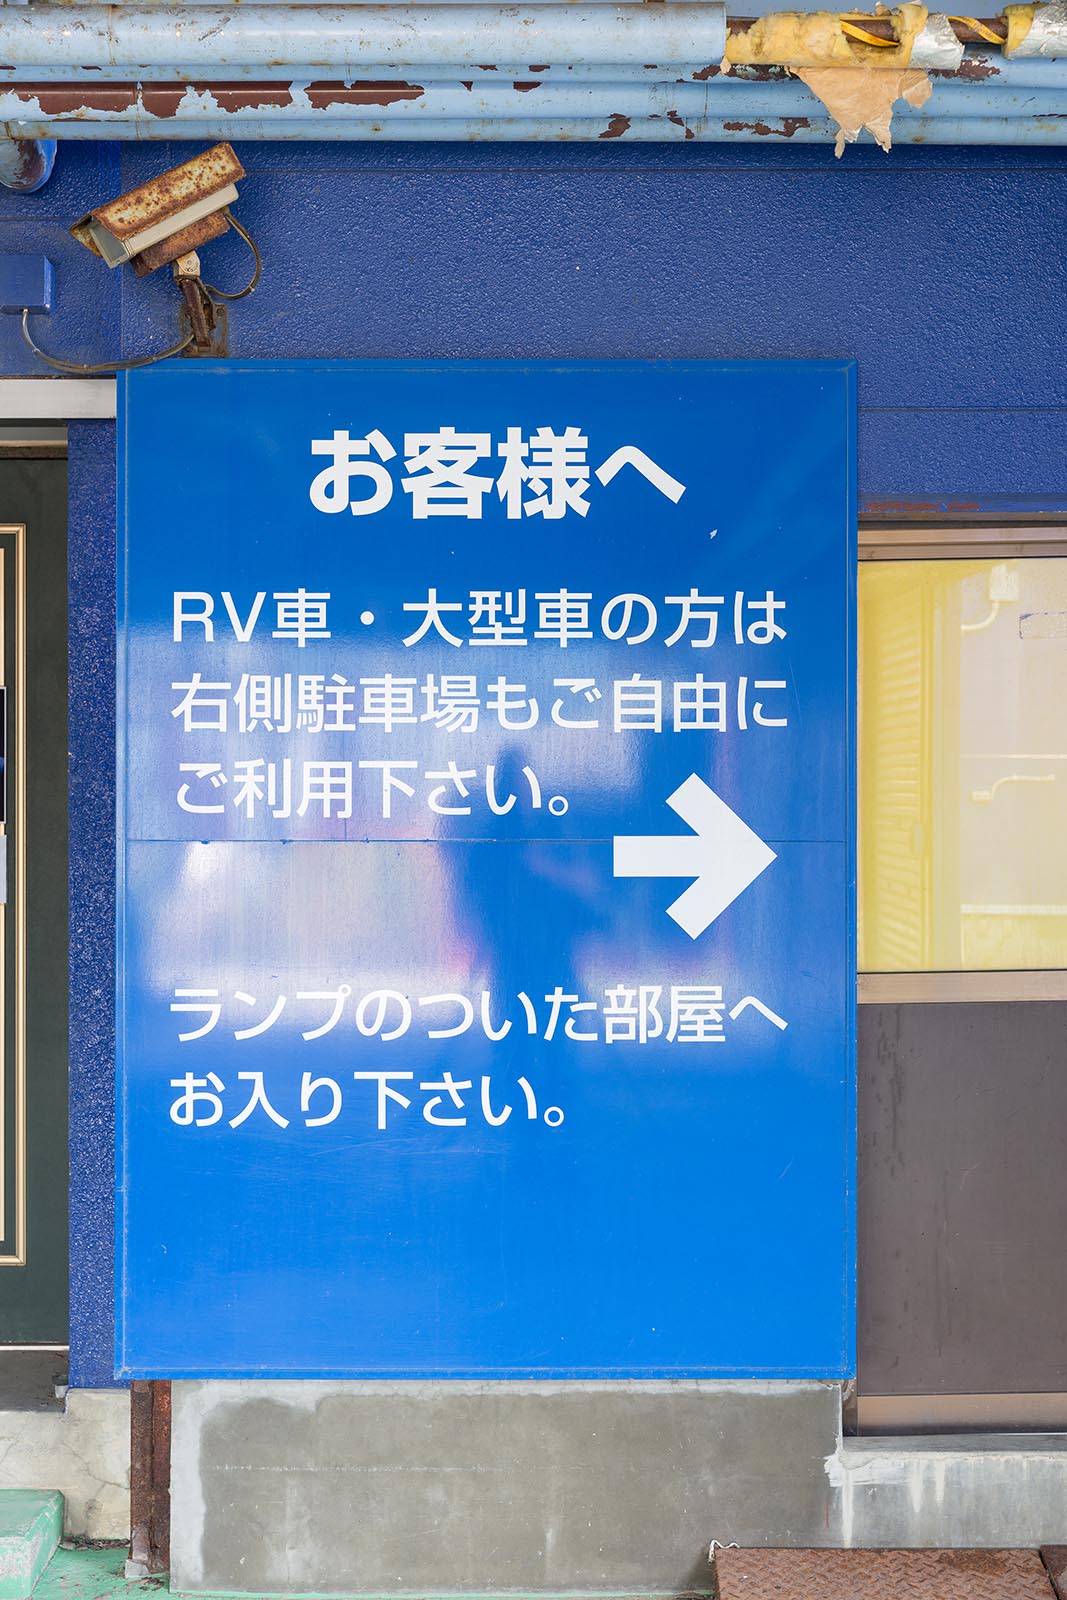 お客様へ
RV車・大型車の方は
右側駐車場もご自由に
ご利用下さい。
ランプのついた部屋へ
お入り下さい。